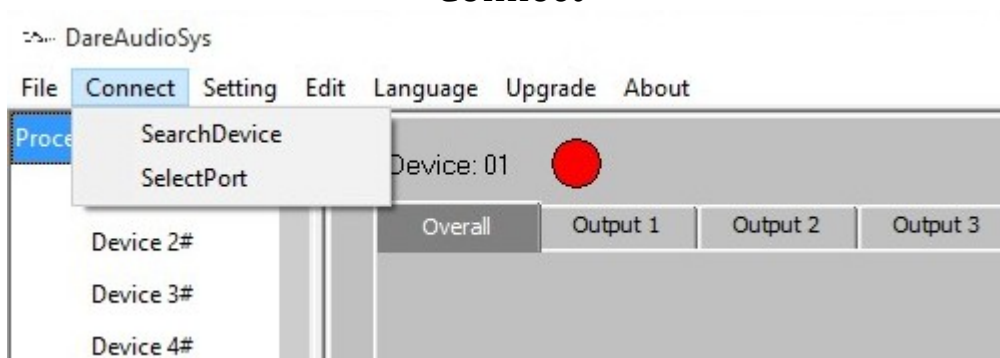 DareAudioSys
File Connect Setting Edit Language Upgrade About
SearchDevice
SelectPort
Device: 01
Overall Output 1 Output 2 Output 3
Device 2#
Device 3#
Device 4#